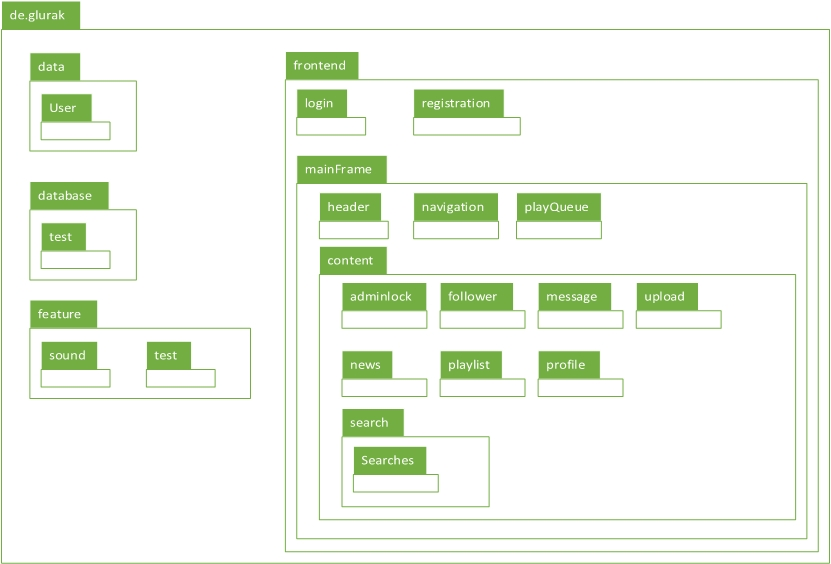 de.glurak
data
User
database
test
feature
sound
test
frontend
login
registration
mainFrame
header
navigation
playQueue
content
adminlock
follower
message
upload
news
playlist
profile
search
Searches